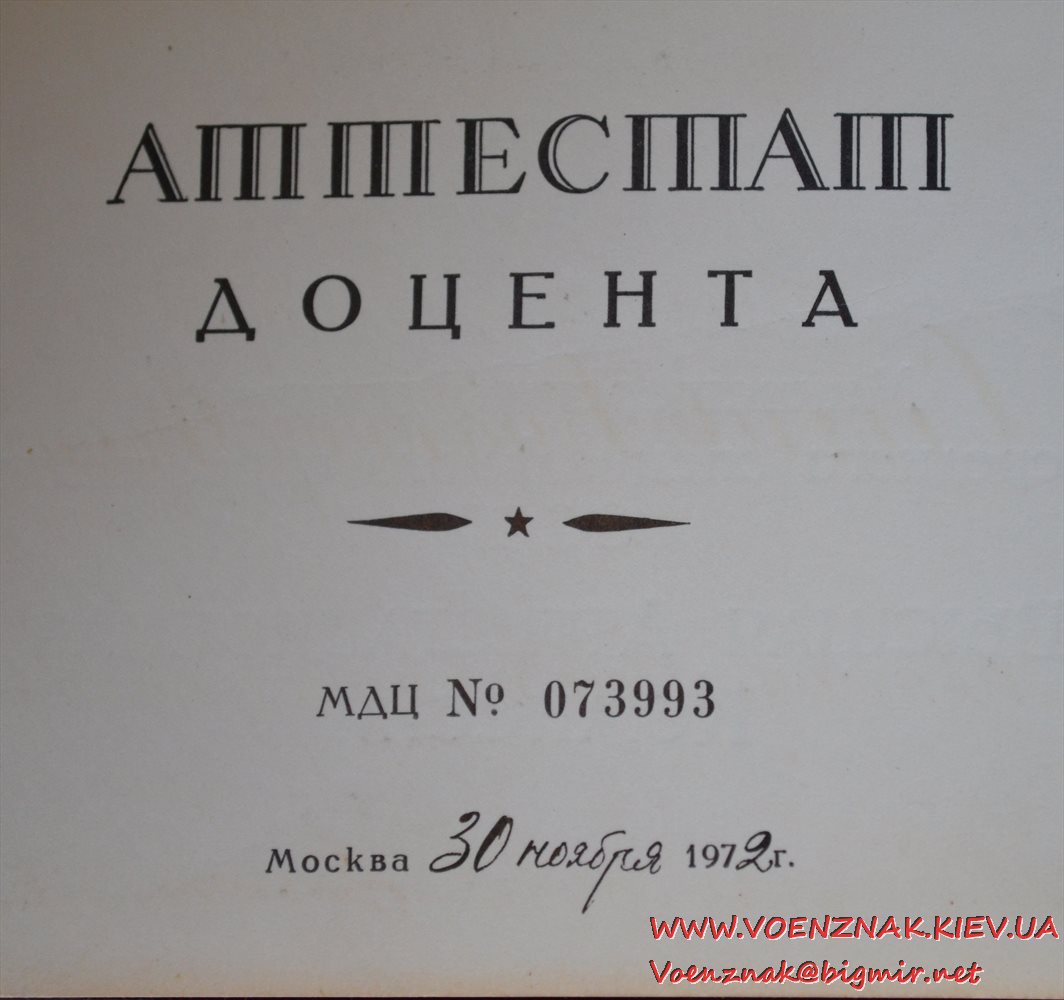 АТТЕСТАТ
ДОЦЕНТА
МДЦ № 073993
Москва 30 ноября 1972г.
WWW.VOENZNAK.KIEV.UA
Voenznak@bigmir.net